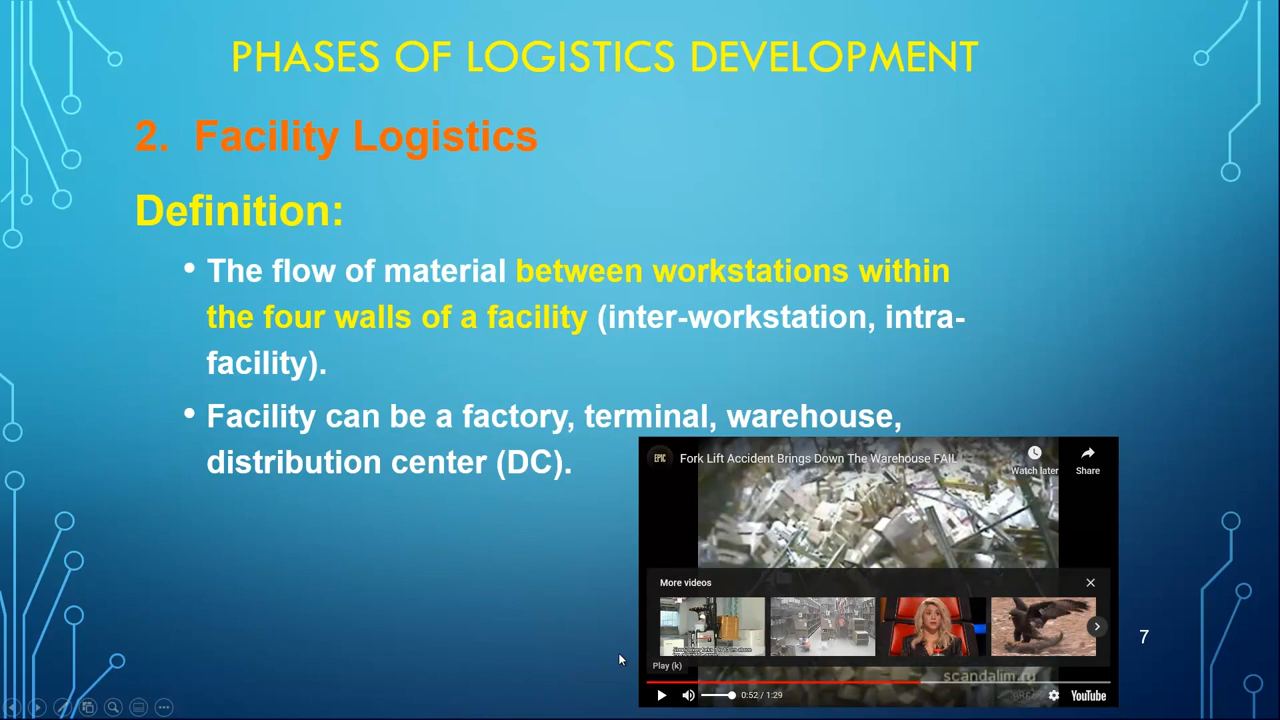 PHASES OF LOGISTICS DEVELOPMENT
2. Facility Logistics
Definition:
• The flow of material between workstations within
the four walls of a facility (inter-workstation, intra-
facility).
• Facility can be a factory, terminal, warehouse,
distribution center (DC).
EPIC
Fork Lift Accident Brings Down The Warehouse FAIL
Watch later
Share
More videos
Play (k)
scandalim.ru
0:52 / 1:29
YouTube
7